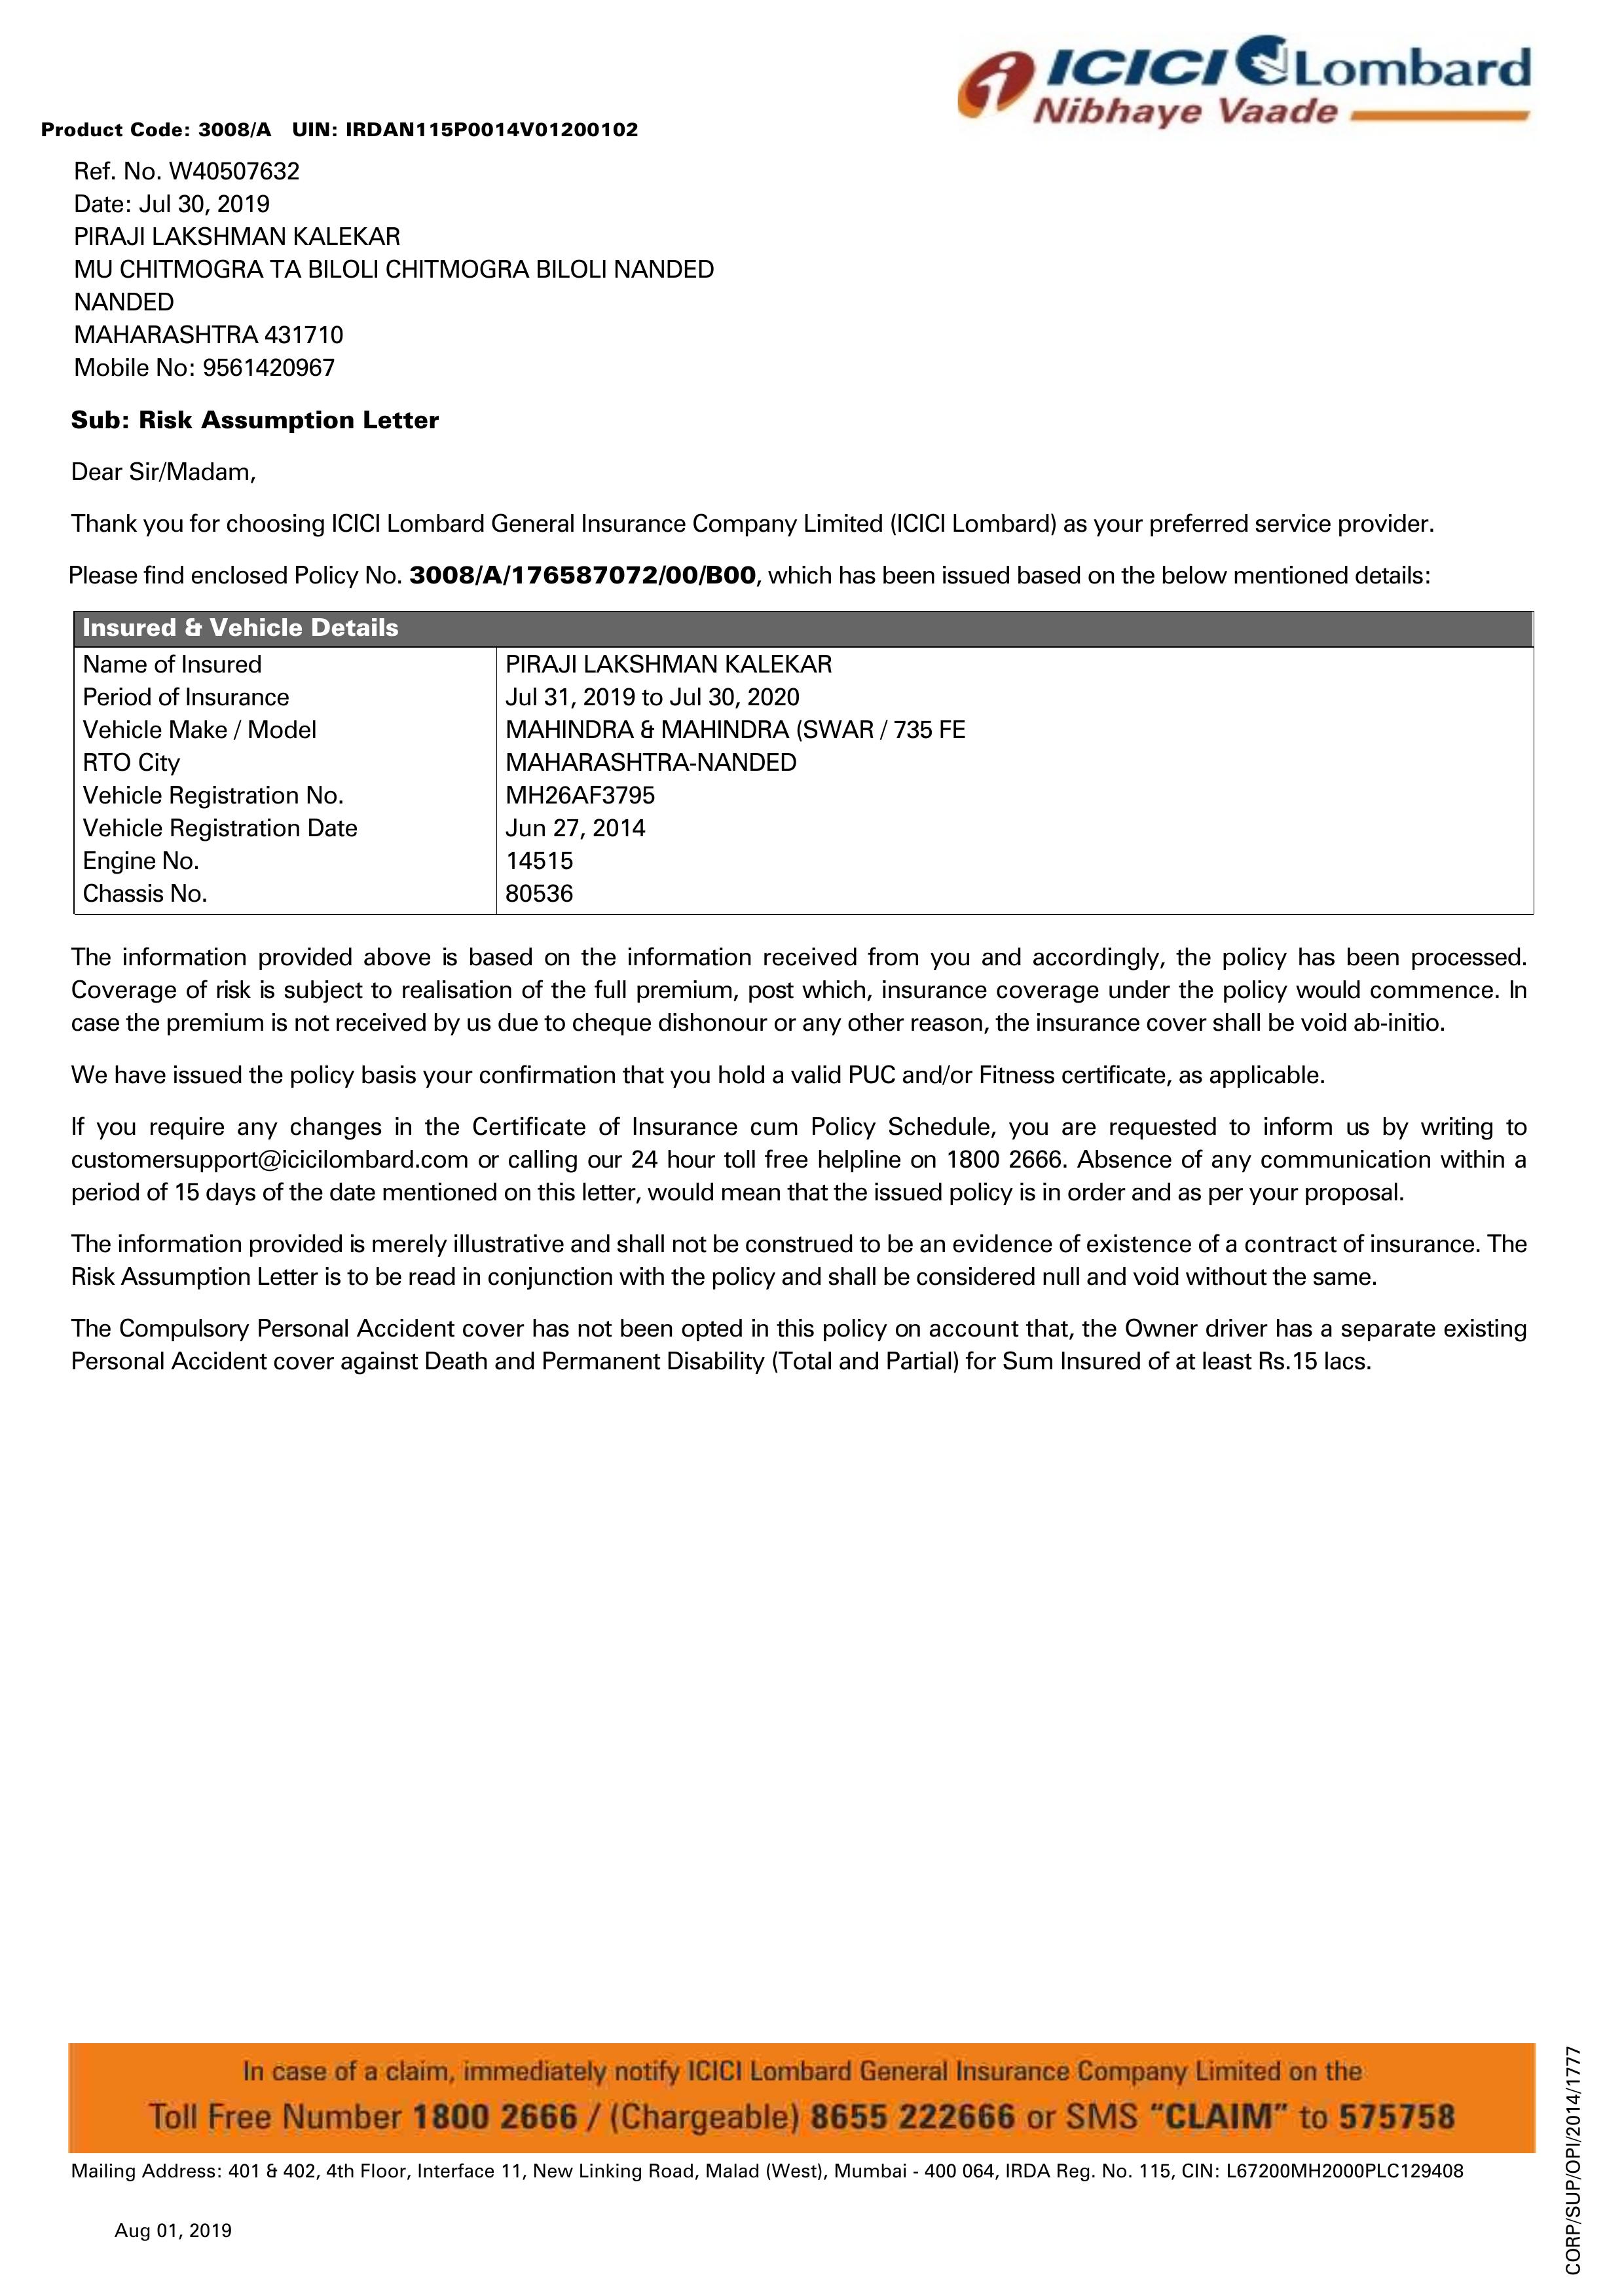 ICICI Lombard
Nibhaye Vaade
Product Code: 3008/A UIN: IRDAN115P0014V01200102
Ref. No. W40507632
Date: Jul 30, 2019
PIRAJI LAKSHMAN KALEKAR
MU CHITMOGRA TA BILOLI CHITMOGRA BILOLI NANDED
NANDED
MAHARASHTRA 431710
Mobile No: 9561420967
Sub: Risk Assumption Letter
Dear Sir/Madam,
Thank you for choosing ICICI Lombard General Insurance Company Limited (ICICI Lombard) as your preferred service provider.
Please find enclosed Policy No. 3008/A/176587072/00/B00, which has been issued based on the below mentioned details:
Insured & Vehicle Details
Name of Insured PIRAJI LAKSHMAN KALEKAR
Period of Insurance Jul 31, 2019 to Jul 30, 2020
Vehicle Make / Model MAHINDRA & MAHINDRA (SWAR / 735 FE
RTO City MAHARASHTRA-NANDED
Vehicle Registration No. MH26AF3795
Vehicle Registration Date Jun 27, 2014
Engine No. 14515
Chassis No. 80536
The information provided above is based on the information received from you and accordingly, the policy has been processed.
Coverage of risk is subject to realisation of the full premium, post which, insurance coverage under the policy would commence. In
case the premium is not received by us due to cheque dishonour or any other reason, the insurance cover shall be void ab-initio.
We have issued the policy basis your confirmation that you hold a valid PUC and/or Fitness certificate, as applicable.
If you require any changes in the Certificate of Insurance cum Policy Schedule, you are requested to inform us by writing to
customersupport@icicilombard.com or calling our 24 hour toll free helpline on 1800 2666. Absence of any communication within a
period of 15 days of the date mentioned on this letter, would mean that the issued policy is in order and as per your proposal.
The information provided is merely illustrative and shall not be construed to be an evidence of existence of a contract of insurance. The
Risk Assumption Letter is to be read in conjunction with the policy and shall be considered null and void without the same.
The Compulsory Personal Accident cover has not been opted in this policy on account that, the Owner driver has a separate existing
Personal Accident cover against Death and Permanent Disability (Total and Partial) for Sum Insured of at least Rs.15 lacs.
In case of a claim, immediately notify ICICI Lombard General Insurance Company Limited on the
Toll Free Number 1800 2666 / (Chargeable) 8655 222666 or SMS “CLAIM” to 575758
Mailing Address: 401 & 402, 4th Floor, Interface 11, New Linking Road, Malad (West), Mumbai - 400 064, IRDA Reg. No. 115, CIN: L67200MH2000PLC129408
Aug 01, 2019
CORP/SUP/OPI/2014/1777